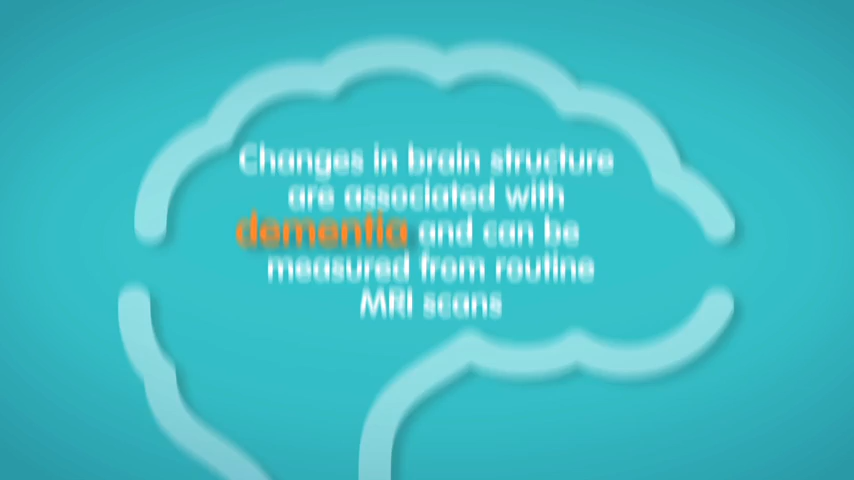 Changes in brain structure
are associated with
dementia and can be
measured from routine
MRI scans